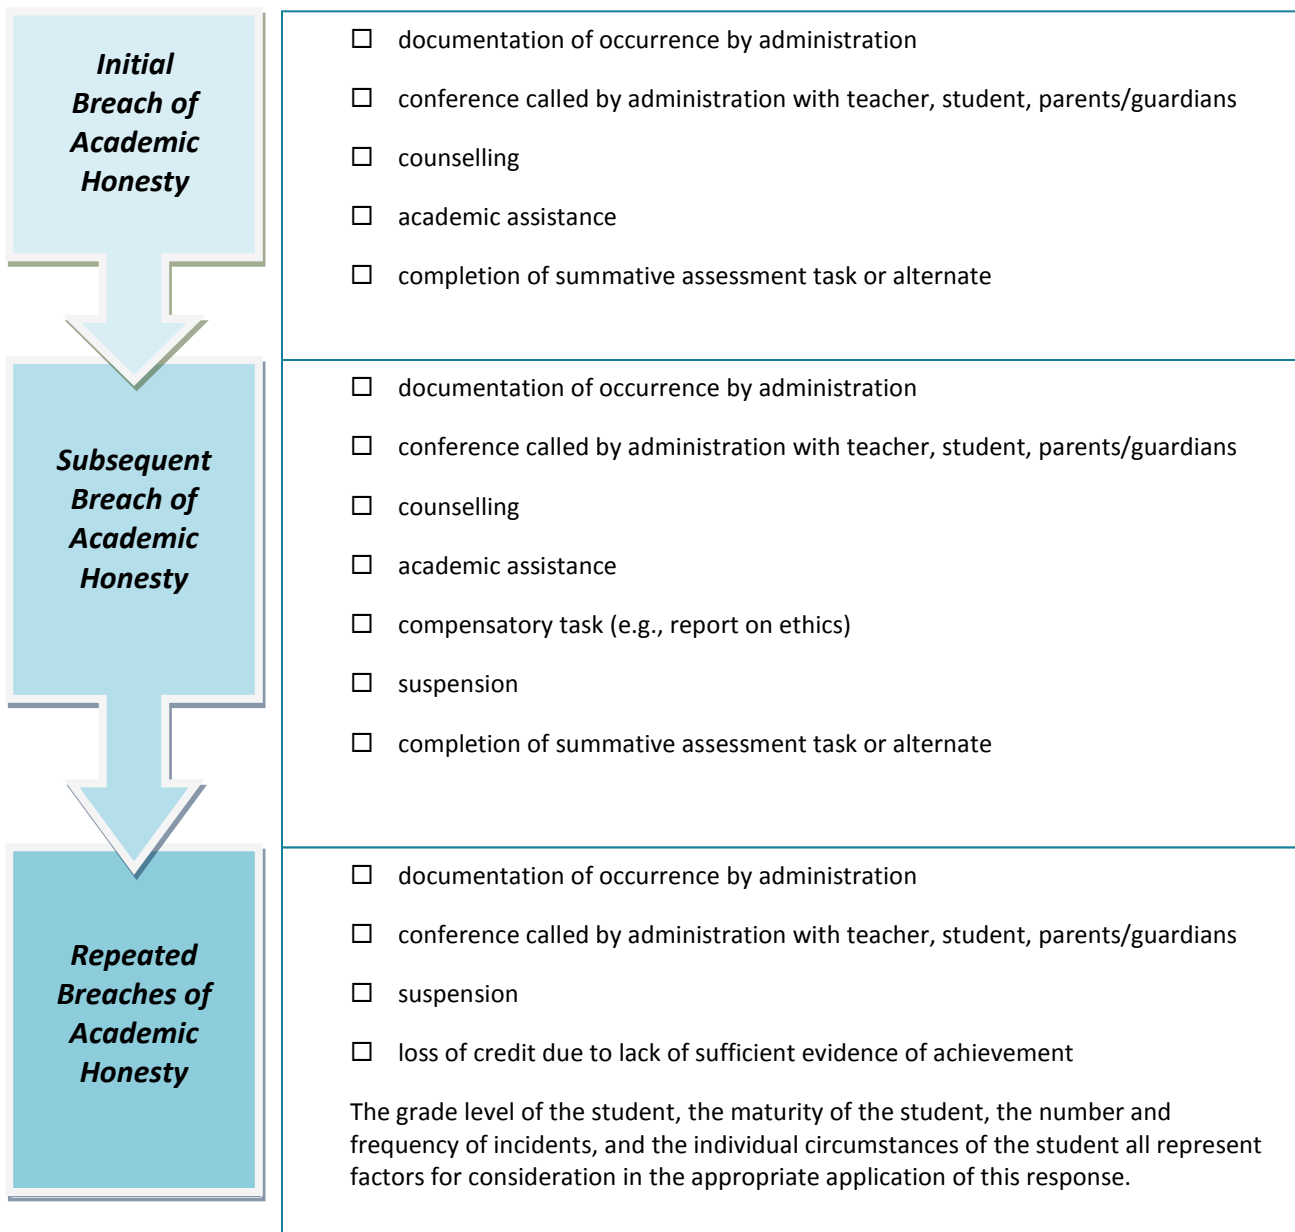 Initial
Breach of
Academic
Honesty
☐ documentation of occurrence by administration
☐ conference called by administration with teacher, student, parents/guardians
☐ counselling
☐ academic assistance
☐ completion of summative assessment task or alternate
Subsequent
Breach of
Academic
Honesty
☐ documentation of occurrence by administration
☐ conference called by administration with teacher, student, parents/guardians
☐ counselling
☐ academic assistance
☐ compensatory task (e.g., report on ethics)
☐ suspension
☐ completion of summative assessment task or alternate
Repeated
Breaches of
Academic
Honesty
☐ documentation of occurrence by administration
☐ conference called by administration with teacher, student, parents/guardians
☐ suspension
☐ loss of credit due to lack of sufficient evidence of achievement
The grade level of the student, the maturity of the student, the number and
frequency of incidents, and the individual circumstances of the student all represent
factors for consideration in the appropriate application of this response.